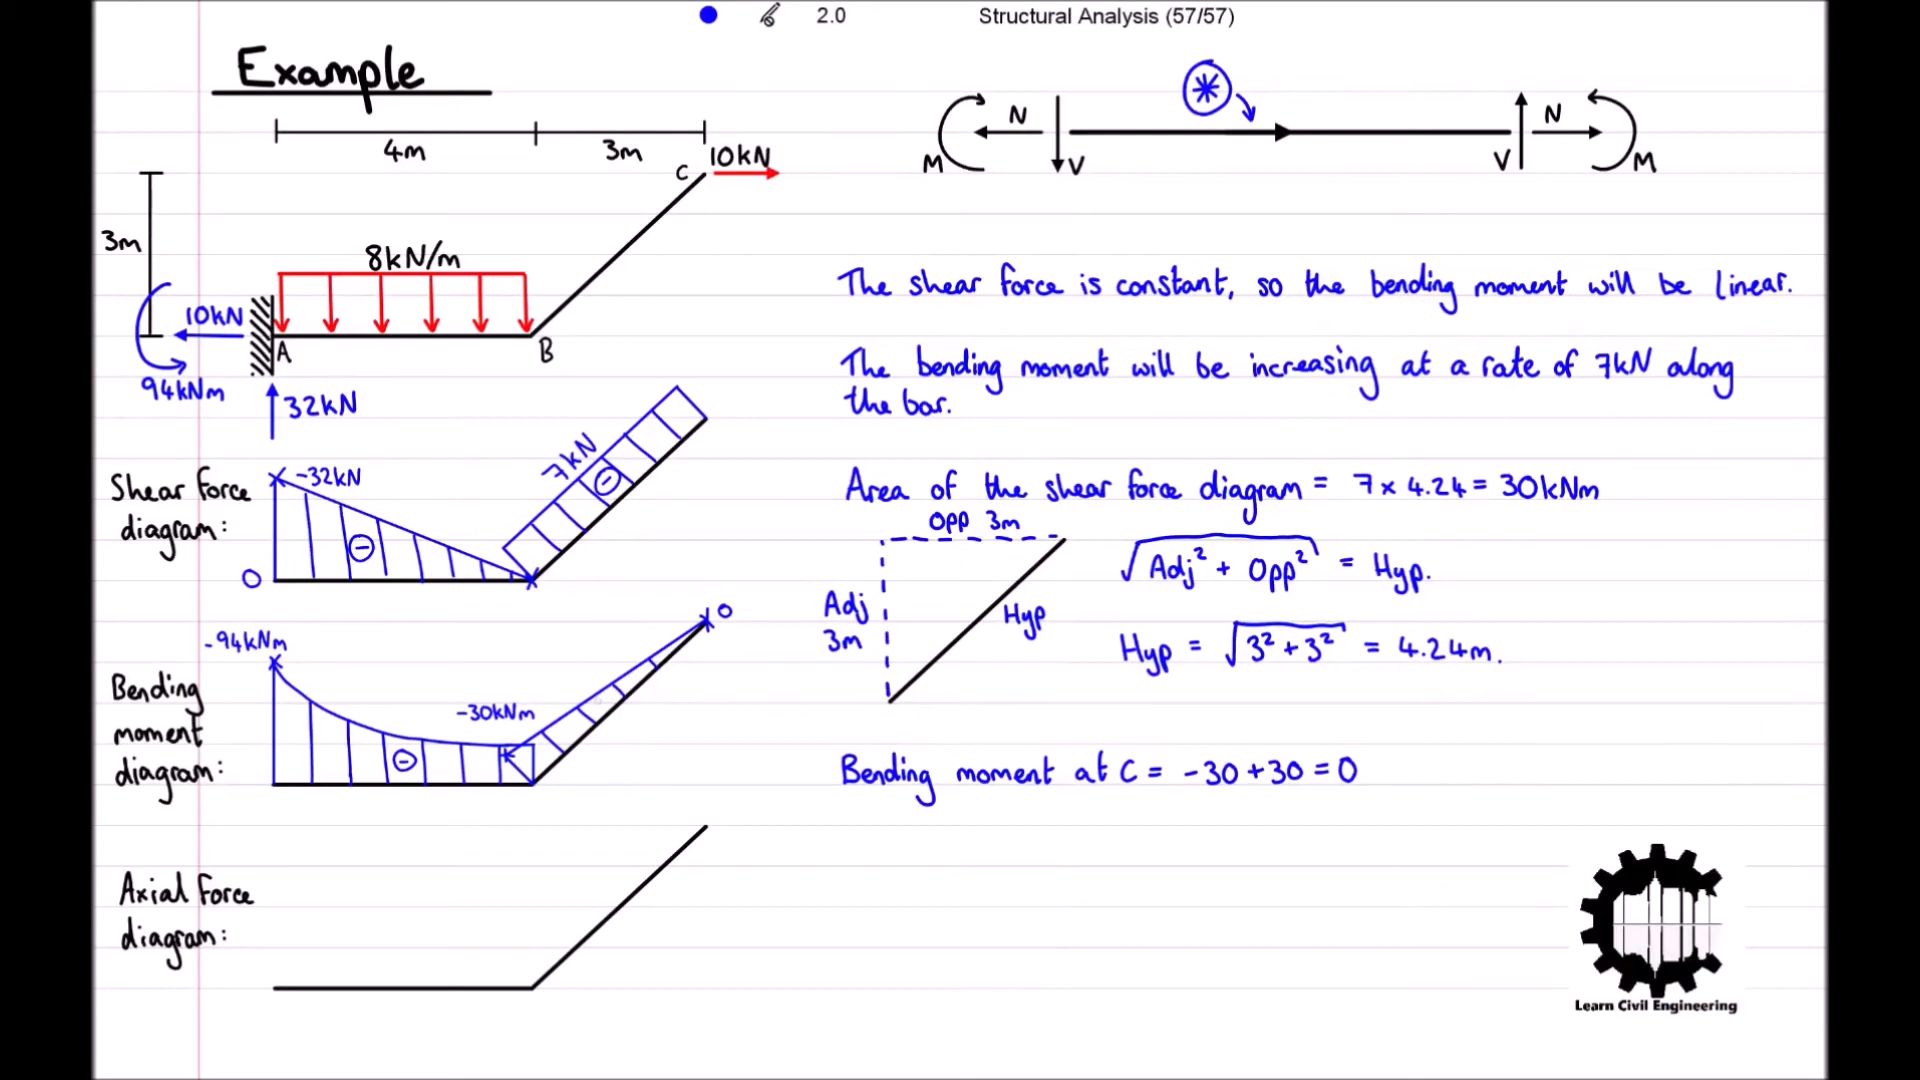 2.0
Structural Analysis (57/57)
Example
4m
3m
C
10kN
3m
8kN/m
10kN
A
B
94kNm
32kN
M
N
V
*
V
N
M
The shear force is constant, so the bending moment will be linear.
The bending moment will be increasing at a rate of 7kN along
the bar.
Shear force
diagram:
-32kN
⊖
0
7kN
⊖
Area of the shear force diagram = 7 × 4.24 = 30kNm
Opp 3m
Adj
3m
Hyp
√Adj² + Opp² = Hyp.
Hyp = √3² + 3² = 4.24m.
Bending
moment
diagram:
-94kNm
⊖
-30kNm
0
Bending moment at C = -30 + 30 = 0
Axial force
diagram:
Learn Civil Engineering